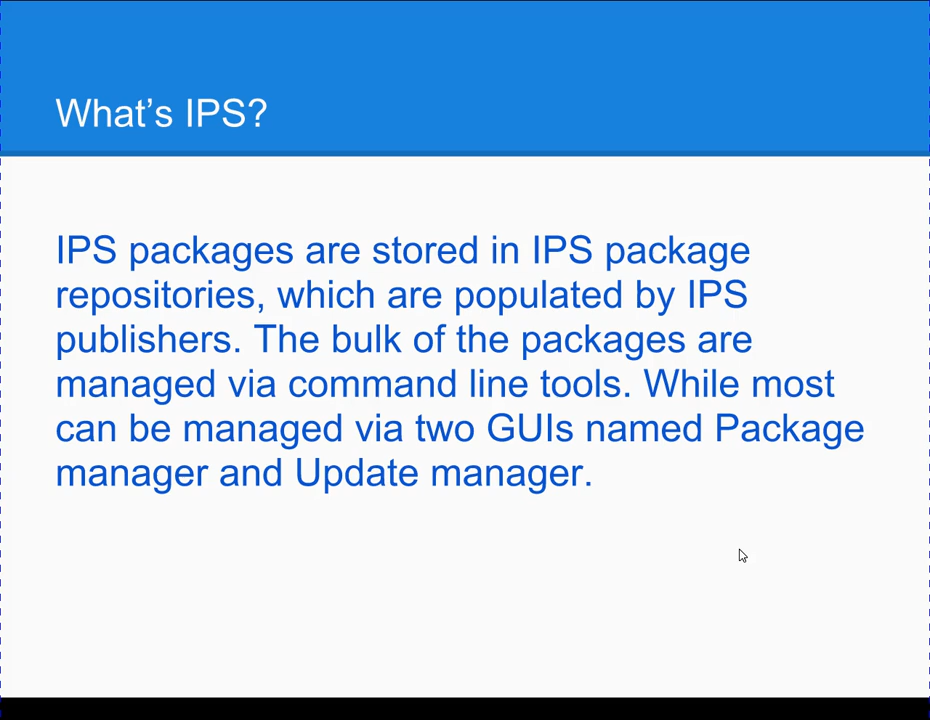 What’s IPS?
IPS packages are stored in IPS package
repositories, which are populated by IPS
publishers. The bulk of the packages are
managed via command line tools. While most
can be managed via two GUIs named Package
manager and Update manager.